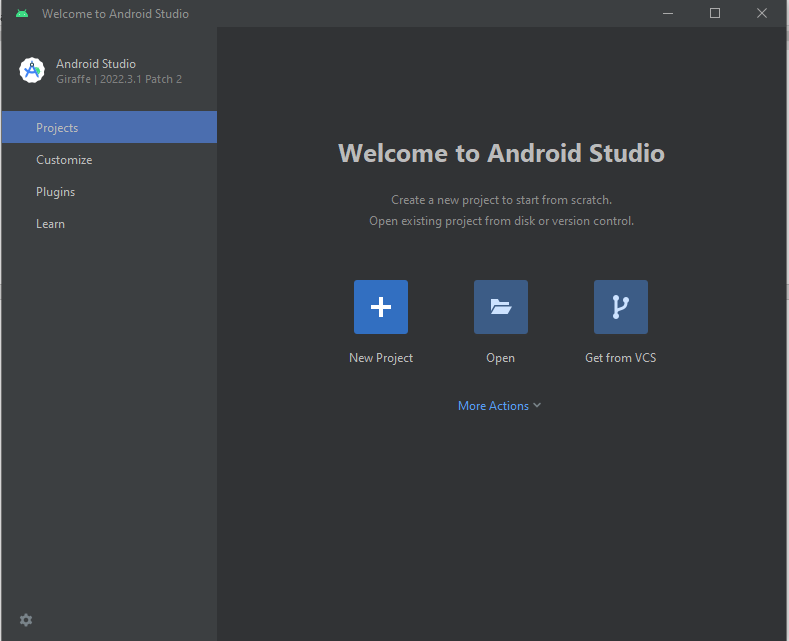 Welcome to Android Studio
Android Studio
Giraffe | 2022.3.1 Patch 2
Projects
Customize
Plugins
Learn
Welcome to Android Studio
Create a new project to start from scratch.
Open existing project from disk or version control.
New Project
Open
Get from VCS
More Actions